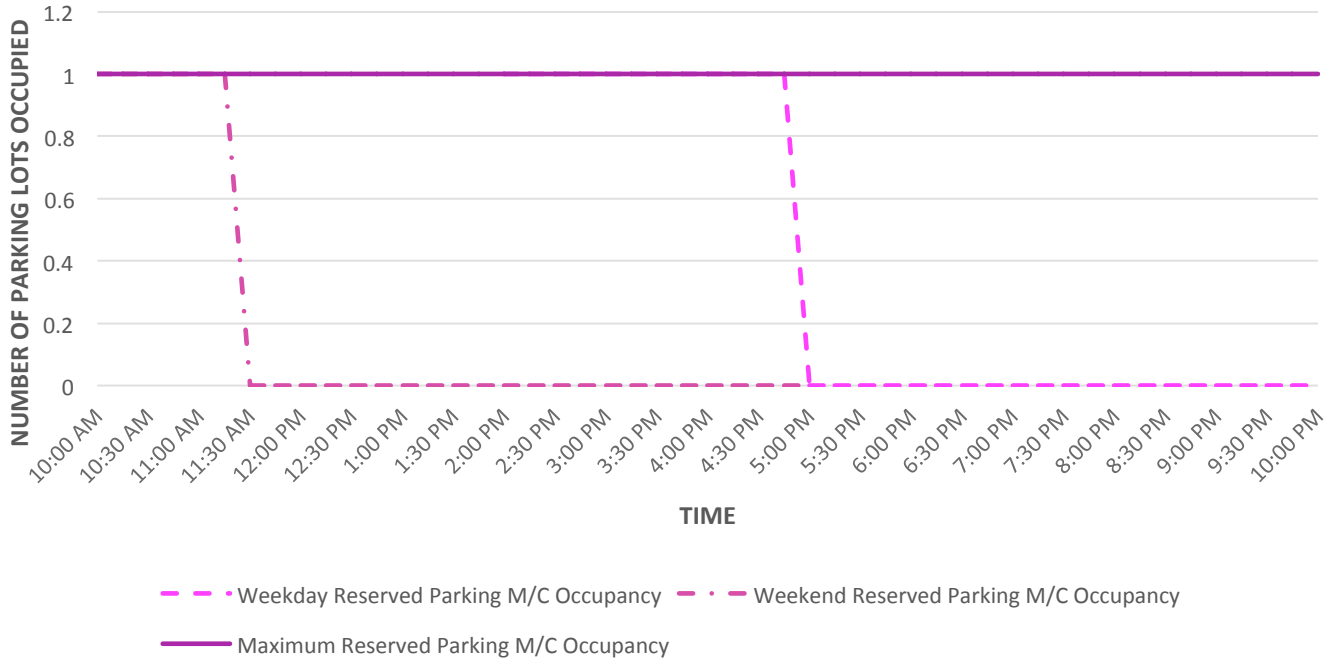 NUMBER OF PARKING LOTS OCCUPIED
1.2
1
0.8
0.6
0.4
0.2
0
10:00 AM
10:30 AM
11:00 AM
11:30 AM
12:00 PM
12:30 PM
1:00 PM
1:30 PM
2:00 PM
2:30 PM
3:00 PM
3:30 PM
4:00 PM
4:30 PM
5:00 PM
5:30 PM
6:00 PM
6:30 PM
7:00 PM
7:30 PM
8:00 PM
8:30 PM
9:00 PM
9:30 PM
10:00 PM
TIME
Weekday Reserved Parking M/C Occupancy
Weekend Reserved Parking M/C Occupancy
Maximum Reserved Parking M/C Occupancy